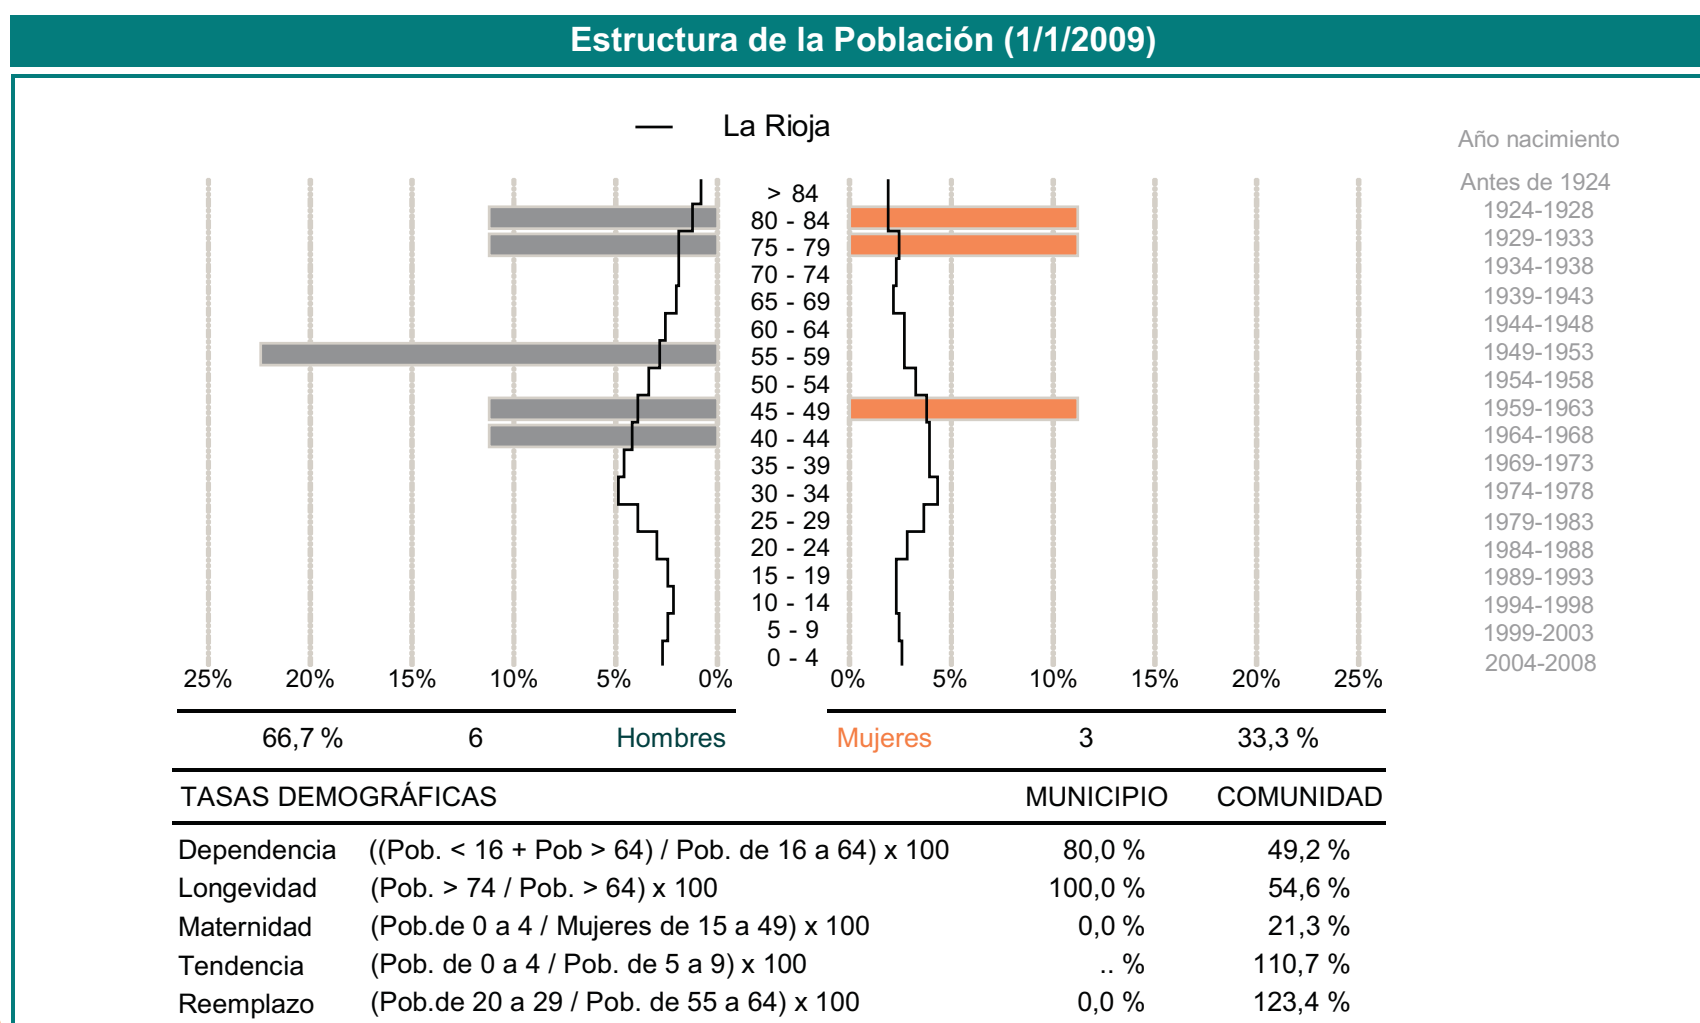 Estructura de la Población (1/1/2009)
La Rioja
Año nacimiento
> 84 Antes de 1924
80 - 84 1924-1928
75 - 79 1929-1933
70 - 74 1934-1938
65 - 69 1939-1943
60 - 64 1944-1948
55 - 59 1949-1953
50 - 54 1954-1958
45 - 49 1959-1963
40 - 44 1964-1968
35 - 39 1969-1973
30 - 34 1974-1978
25 - 29 1979-1983
20 - 24 1984-1988
15 - 19 1989-1993
10 - 14 1994-1998
5 - 9 1999-2003
0 - 4 2004-2008
25% 20% 15% 10% 5% 0% 0% 5% 10% 15% 20% 25%
66,7 % 6 Hombres Mujeres 3 33,3 %
TASAS DEMOGRÁFICAS MUNICIPIO COMUNIDAD
Dependencia ((Pob. < 16 + Pob > 64) / Pob. de 16 a 64) x 100 80,0 % 49,2 %
Longevidad (Pob. > 74 / Pob. > 64) x 100 100,0 % 54,6 %
Maternidad (Pob.de 0 a 4 / Mujeres de 15 a 49) x 100 0,0 % 21,3 %
Tendencia (Pob. de 0 a 4 / Pob. de 5 a 9) x 100 .. % 110,7 %
Reemplazo (Pob.de 20 a 29 / Pob. de 55 a 64) x 100 0,0 % 123,4 %